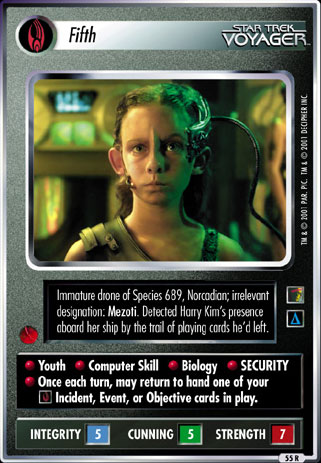 Fifth
STAR TREK
VOYAGER
TM & © 2001 PAR. PIC. TM & © 2001 DECIPHER INC.
Immature drone of Species 689, Norcadian; irrelevant
designation: Mezoti. Detected Harry Kim's presence
aboard her ship by the trail of playing cards he'd left.
Youth Computer Skill Biology SECURITY
Once each turn, may return to hand one of your
Incident, Event, or Objective cards in play.
INTEGRITY 5 CUNNING 5 STRENGTH 7
55 R